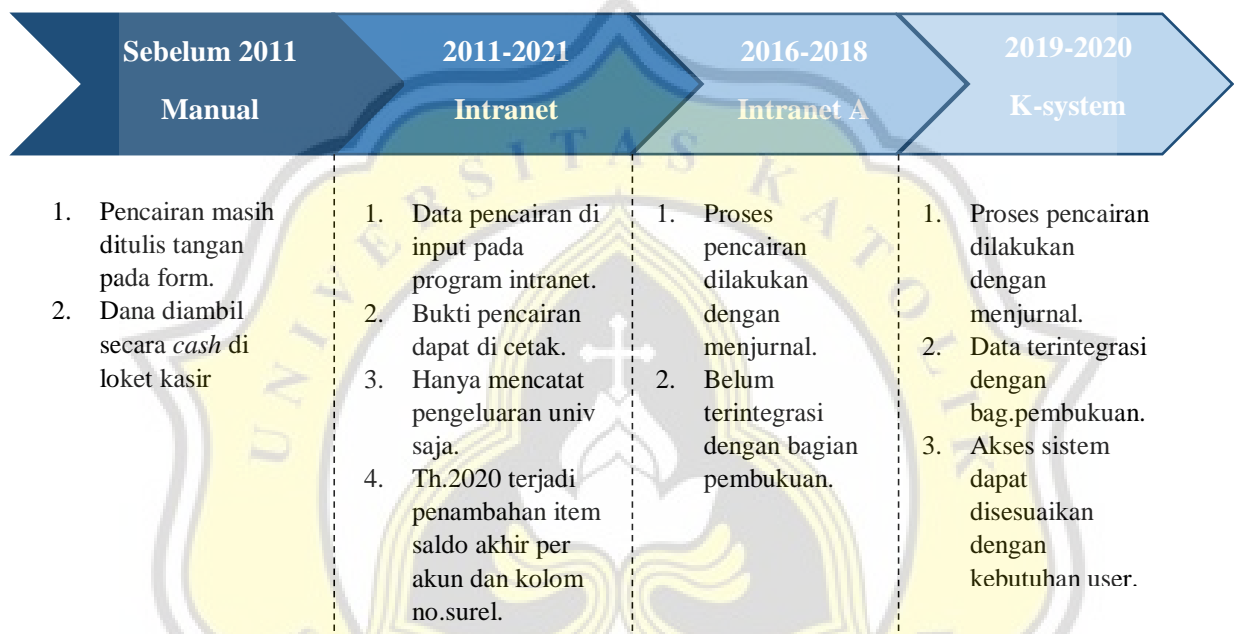 Sebelum 2011
Manual
2011-2021
Intranet
2016-2018
Intranet A
2019-2020
K-system
1. Pencairan masih
ditulis tangan
pada form.
2. Dana diambil
secara cash di
loket kasir
1. Data pencairan di
input pada
program intranet.
2. Bukti pencairan
dapat di cetak.
3. Hanya mencatat
pengeluaran univ
saja.
4. Th.2020 terjadi
penambahan item
saldo akhir per
akun dan kolom
no.surel.
1. Proses
pencairan
dilakukan
dengan
menjurnal.
2. Belum
terintegrasi
dengan bagian
pembukuan.
1. Proses pencairan
dilakukan
dengan
menjurnal.
2. Data terintegrasi
dengan
bag.pembukuan.
3. Akses sistem
dapat
disesuaikan
dengan
kebutuhan user.
UNIVERSITAS KATOLIK